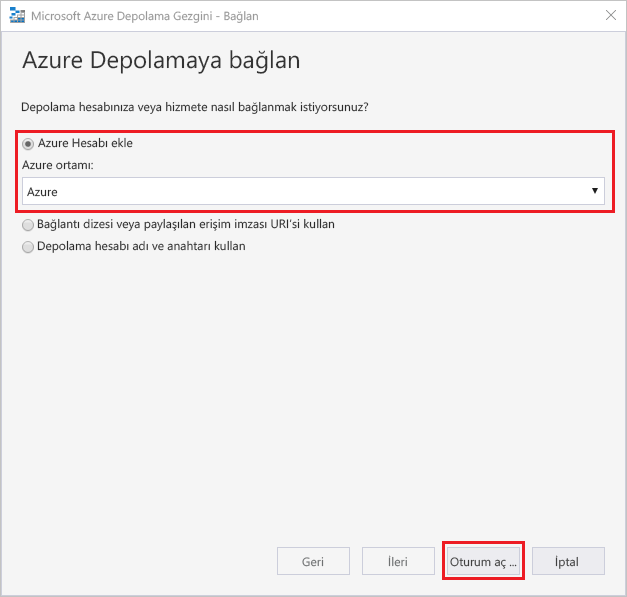 Microsoft Azure Depolama Gezgini - Bağlan
Azure Depolamaya bağlan
Depolama hesabınıza veya hizmete nasıl bağlanmak istiyorsunuz?
Azure Hesabı ekle
Azure ortamı:
Azure
Bağlantı dizesi veya paylaşılan erişim imzası URI'si kullan
Depolama hesabı adı ve anahtarı kullan
Geri İleri Oturum aç ... İptal